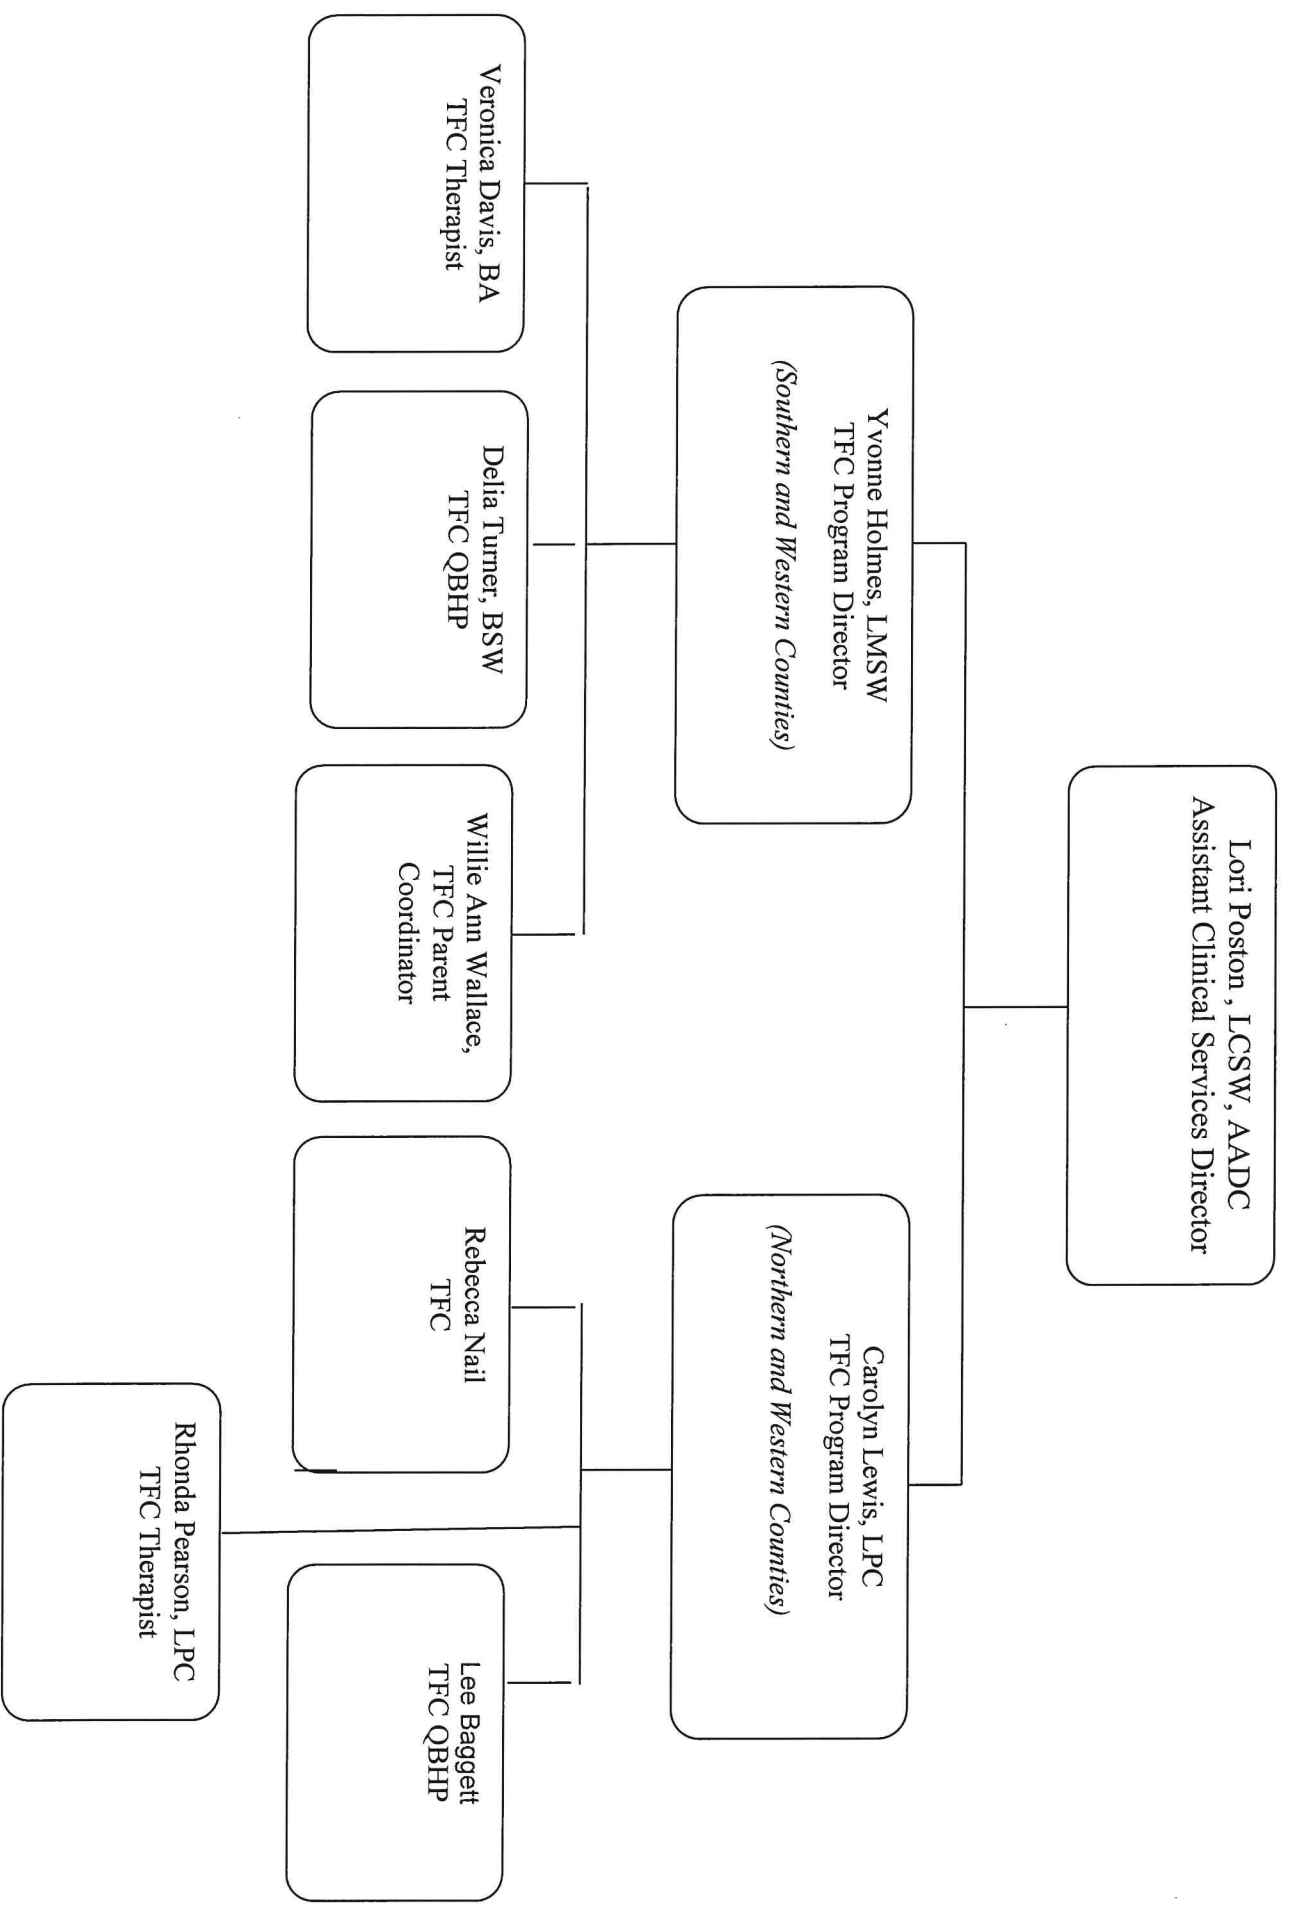 Lori Poston , LCSW, AADC
Assistant Clinical Services Director
Yvonne Holmes, LMSW
TFC Program Director
(Southern and Western Counties)
Carolyn Lewis, LPC
TFC Program Director
(Northern and Western Counties)
Veronica Davis, BA
TFC Therapist
Delia Turner, BSW
TFC QBHP
Willie Ann Wallace,
TFC Parent
Coordinator
Rebecca Nail
TFC
Lee Baggett
TFC QBHP
Rhonda Pearson, LPC
TFC Therapist